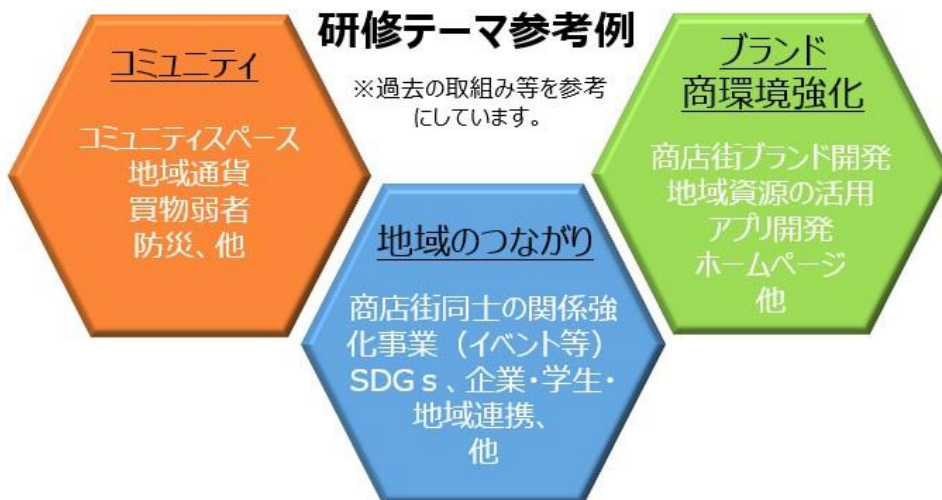 研修テーマ参考例
※過去の取組み等を参考
にしています。
コミュニティ
コミュニティスペース
地域通貨
買物弱者
防災、他
地域のつながり
商店街同士の関係強
化事業（イベント等）
SDGｓ、企業・学生・
地域連携、
他
ブランド
商環境強化
商店街ブランド開発
地域資源の活用
アプリ開発
ホームページ
他